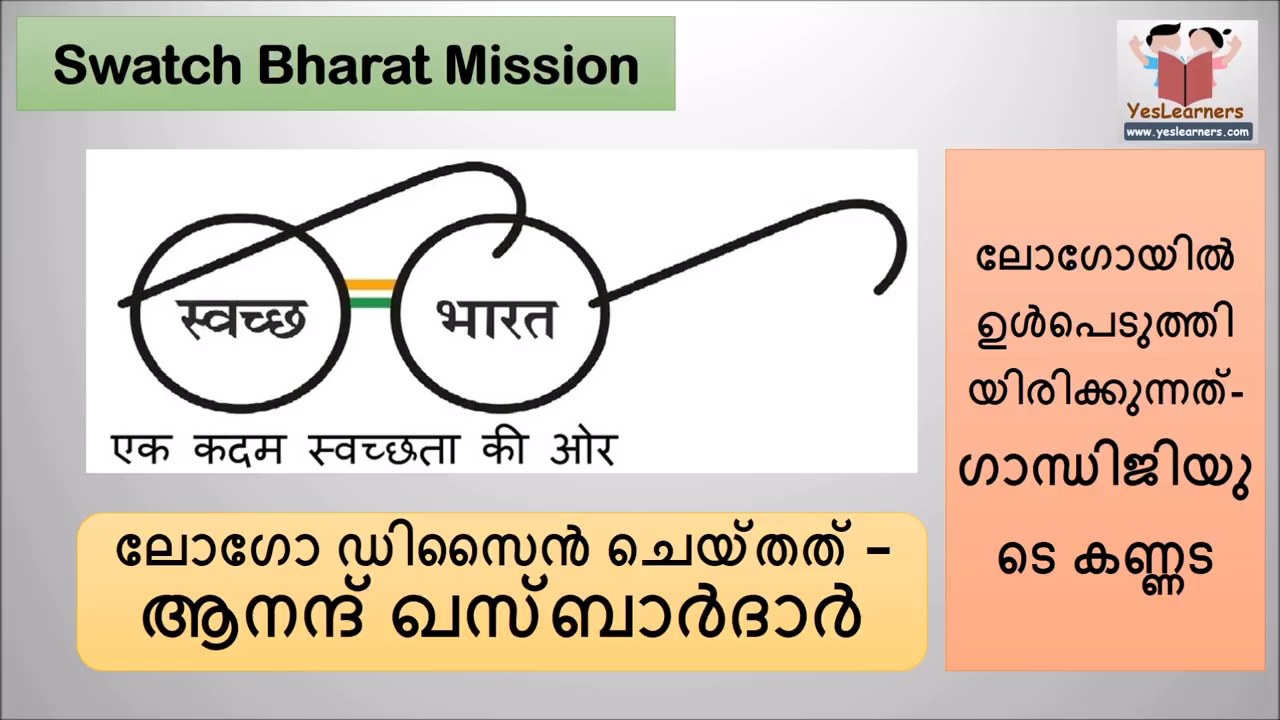 Swatch Bharat Mission
YesLearners
www.yeslearners.com
स्वच्छ भारत
एक कदम स्वच्छता की ओर
ലോഗോ ഡിസൈൻ ചെയ്തത് –
ആനന്ദ് ഖസ്ബാർദാർ
ലോഗോയിൽ
ഉൾപെടുത്തി
യിരിക്കുന്നത്-
ഗാന്ധിജിയു
ടെ കണ്ണട